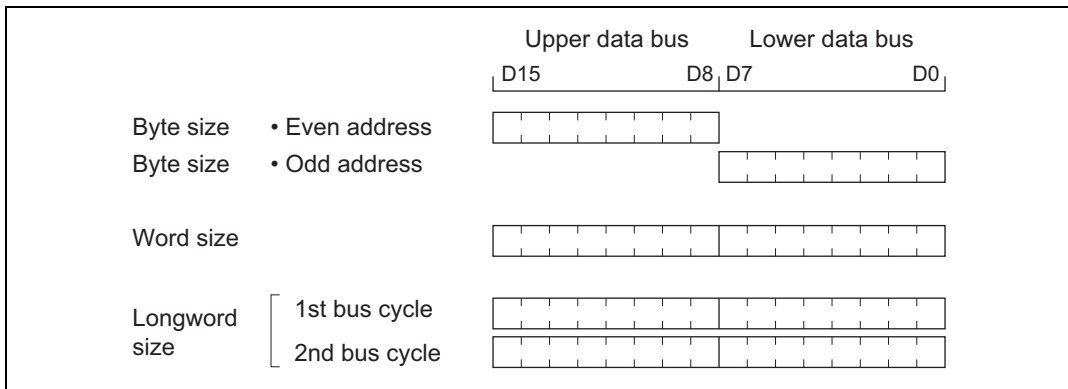 Upper data bus Lower data bus
D15 D8 D7 D0
Byte size • Even address
Byte size • Odd address
Word size
Longword size
1st bus cycle
2nd bus cycle